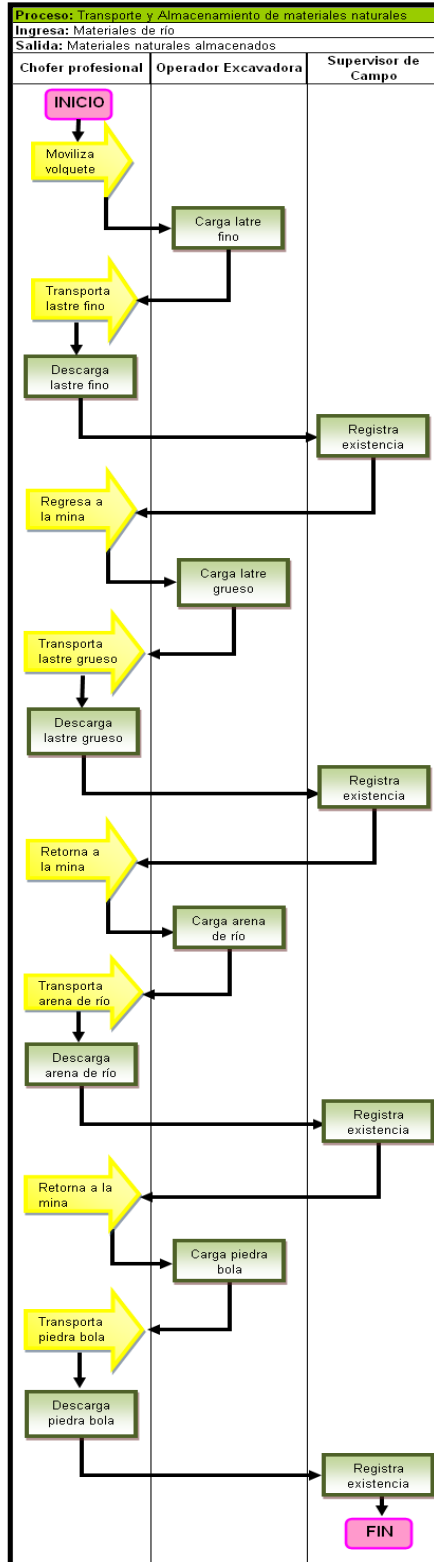 Proceso: Transporte y Almacenamiento de materiales naturales
Ingresa: Materiales de río
Salida: Materiales naturales almacenados
Chofer profesional
Operador Excavadora
Supervisor de
Campo
INICIO
Moviliza
volquete
Carga latre
fino
Transporta
lastre fino
Descarga
lastre fino
Registra
existencia
Regresa a
la mina
Carga latre
grueso
Transporta
lastre grueso
Descarga
lastre grueso
Registra
existencia
Retorna a
la mina
Carga arena
de río
Transporta
arena de río
Descarga
arena de río
Registra
existencia
Retorna a la
mina
Carga piedra
bola
Transporta
piedra bola
Descarga
piedra bola
Registra
existencia
FIN